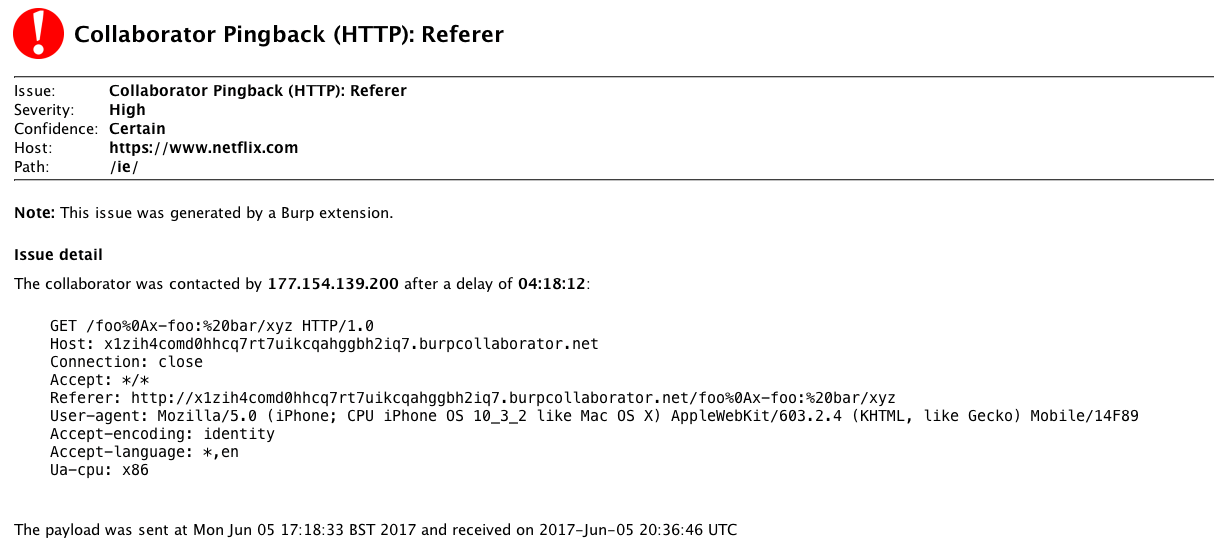 Collaborator Pingback (HTTP): Referer
Issue: Collaborator Pingback (HTTP): Referer
Severity: High
Confidence: Certain
Host: https://www.netflix.com
Path: /ie/
Note: This issue was generated by a Burp extension.
Issue detail
The collaborator was contacted by 177.154.139.200 after a delay of 04:18:12:
GET /foo%0Ax-foo:%20bar/xyz HTTP/1.0
Host: x1zih4comd0hhcq7rt7uikcqahggbh2iq7.burpcollaborator.net
Connection: close
Accept: */*
Referer: http://x1zih4comd0hhcq7rt7uikcqahggbh2iq7.burpcollaborator.net/foo%0Ax-foo:%20bar/xyz
User-agent: Mozilla/5.0 (iPhone; CPU iPhone OS 10_3_2 like Mac OS X) AppleWebKit/603.2.4 (KHTML, like Gecko) Mobile/14F89
Accept-encoding: identity
Accept-language: *,en
Ua-cpu: x86
The payload was sent at Mon Jun 05 17:18:33 BST 2017 and received on 2017-Jun-05 20:36:46 UTC